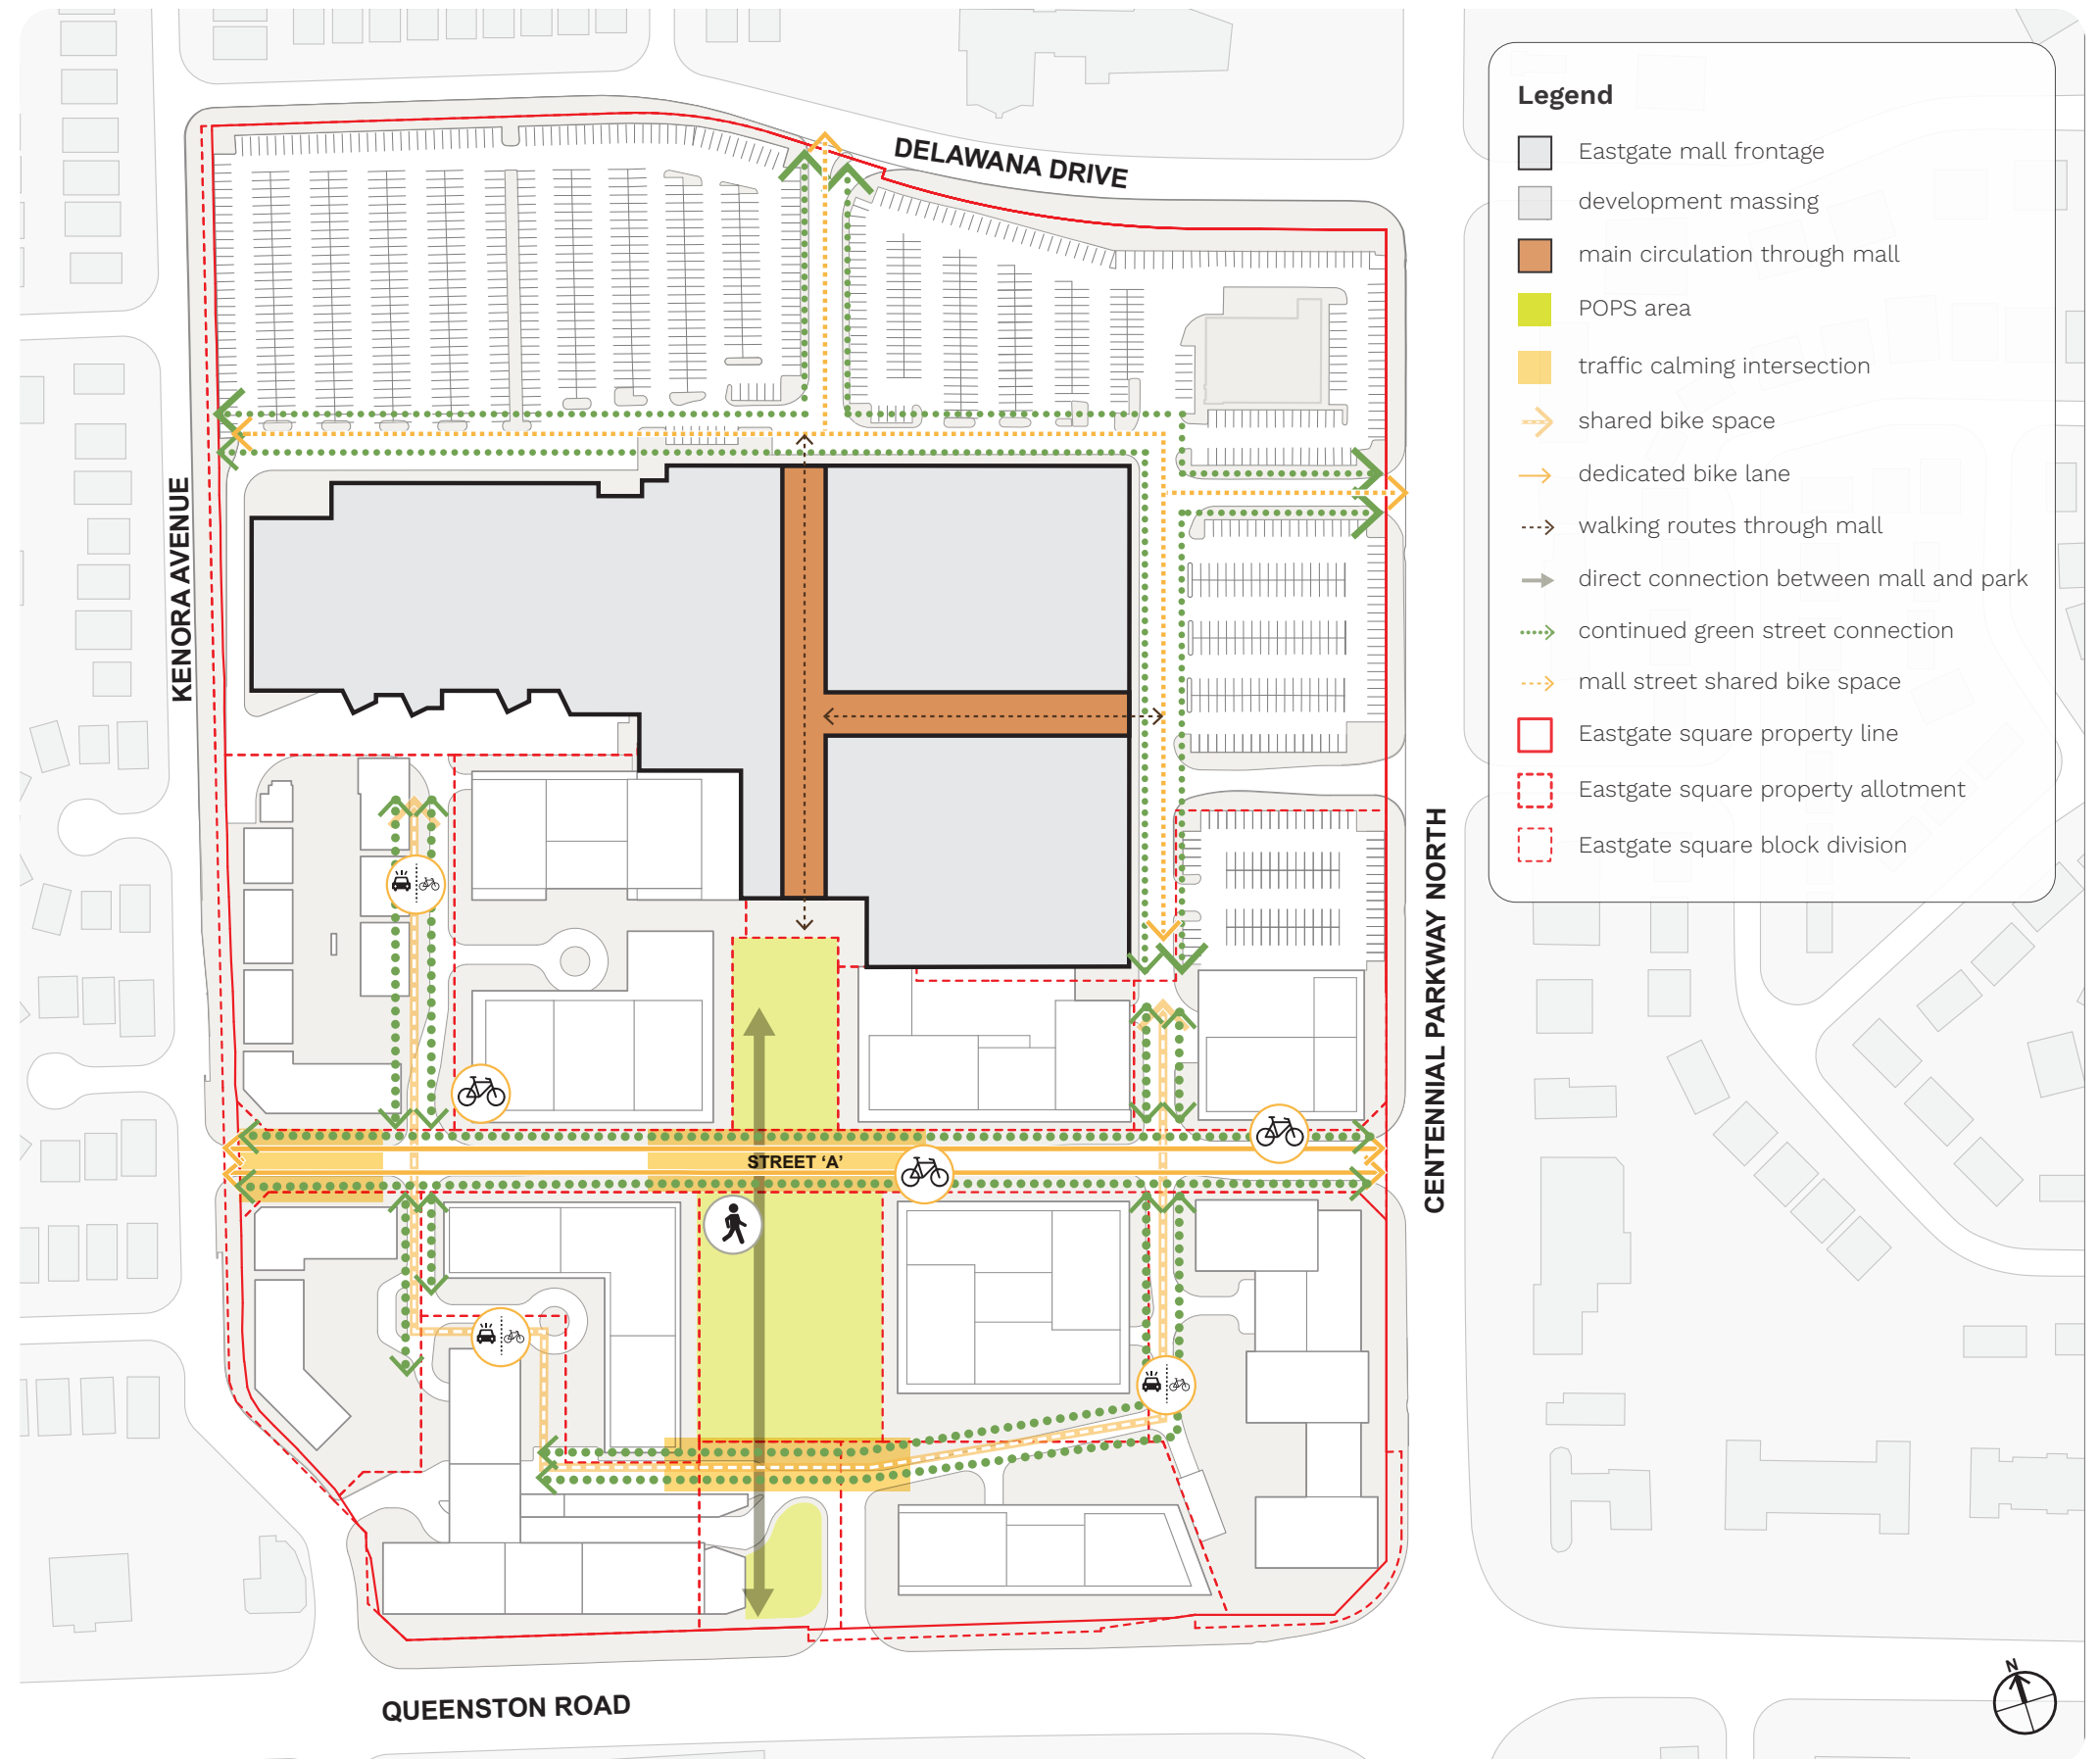 DELAWANA DRIVE
KENORA AVENUE
CENTENNIAL PARKWAY NORTH
STREET ‘A’
QUEENSTON ROAD
Legend
Eastgate mall frontage
development massing
main circulation through mall
POPS area
traffic calming intersection
shared bike space
dedicated bike lane
walking routes through mall
direct connection between mall and park
continued green street connection
mall street shared bike space
Eastgate square property line
Eastgate square property allotment
Eastgate square block division
N